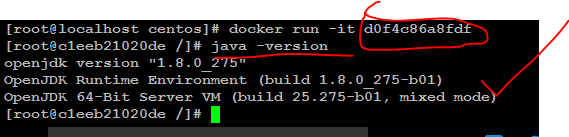 [root@localhost centos]# docker run -it d0f4c86a8fdf
[root@c1eeb21020de /]# java -version
openjdk version "1.8.0_275"
OpenJDK Runtime Environment (build 1.8.0_275-b01)
OpenJDK 64-Bit Server VM (build 25.275-b01, mixed mode)
[root@c1eeb21020de /]#